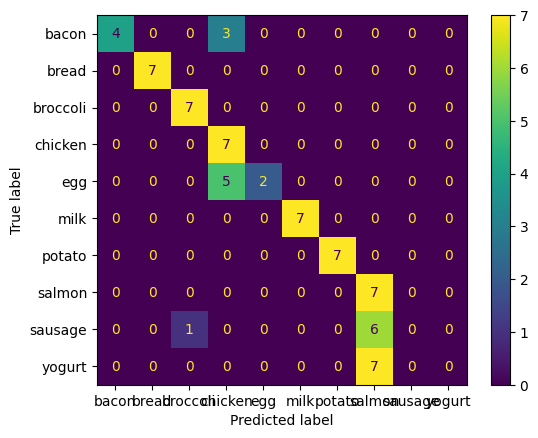 bacon 4 0 0 3 0 0 0 0 0 0
bread 0 7 0 0 0 0 0 0 0 0
broccoli 0 0 7 0 0 0 0 0 0 0
chicken 0 0 0 7 0 0 0 0 0 0
egg 0 0 0 5 2 0 0 0 0 0
milk 0 0 0 0 0 7 0 0 0 0
potato 0 0 0 0 0 0 7 0 0 0
salmon 0 0 0 0 0 0 0 7 0 0
sausage 0 0 1 0 0 0 0 6 0 0
yogurt 0 0 0 0 0 0 0 7 0 0
bacon bread broccoli chicken egg milk potato salmon sausage yogurt
Predicted label
True label
7
6
5
4
3
2
1
0